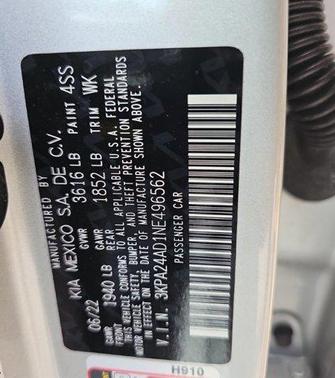 KIA MEXICO S.A. DE C.V.
06/22 GVWR 3616 LB PAINT 4SS
GAWR FRONT 1940 LB GAWR REAR 1852 LB TRIM WK
THIS VEHICLE CONFORMS TO ALL APPLICABLE U.S.A. FEDERAL
MOTOR VEHICLE SAFETY, BUMPER, AND THEFT PREVENTION STANDARDS
IN EFFECT ON THE DATE OF MANUFACTURE SHOWN ABOVE.
V.I.N. 3KPA24AD1NE496562
PASSENGER CAR
H910